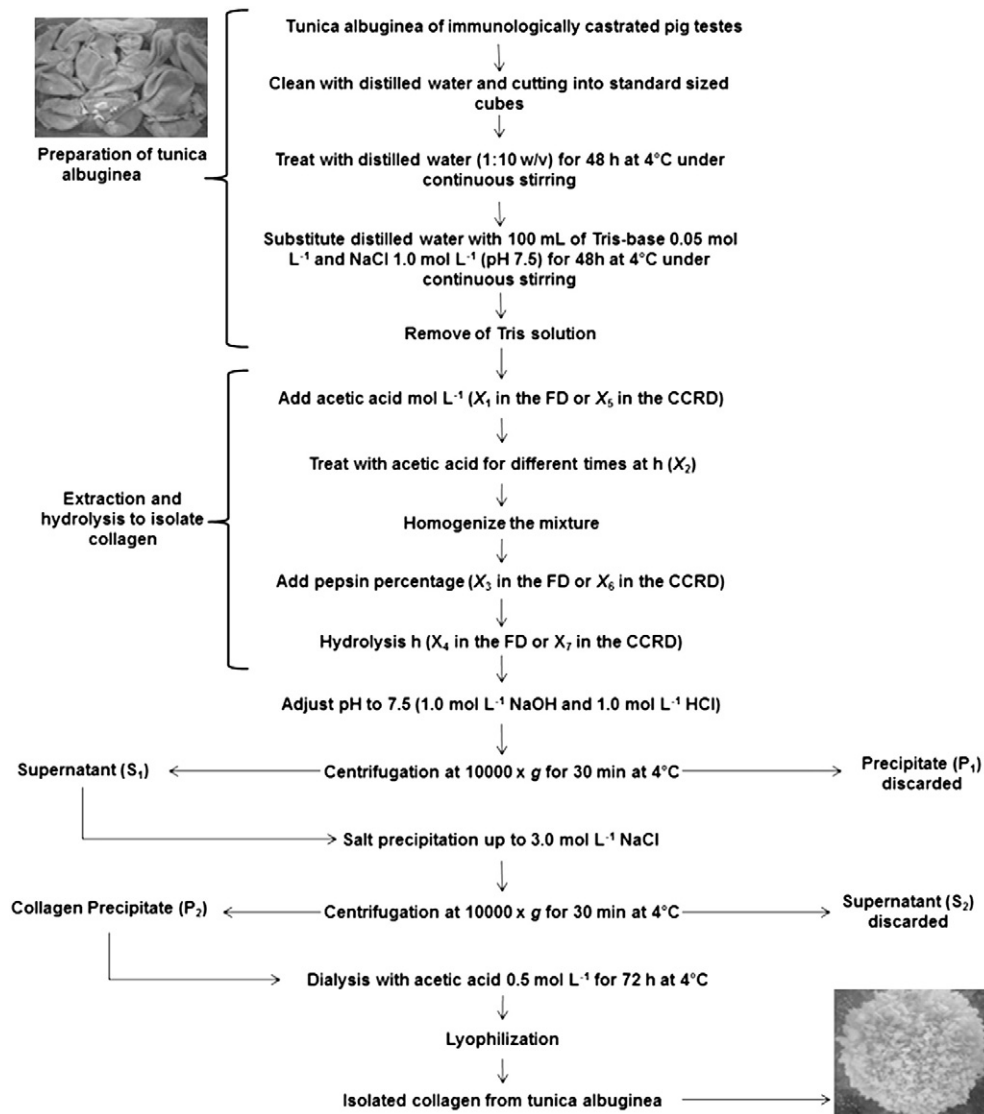 Tunica albuginea of immunologically castrated pig testes
Clean with distilled water and cutting into standard sized
cubes
Preparation of tunica
albuginea
Treat with distilled water (1:10 w/v) for 48 h at 4°C under
continuous stirring
Substitute distilled water with 100 mL of Tris-base 0.05 mol
L⁻¹ and NaCl 1.0 mol L⁻¹ (pH 7.5) for 48h at 4°C under
continuous stirring
Remove of Tris solution
Add acetic acid mol L⁻¹ (X₁ in the FD or X₅ in the CCRD)
Treat with acetic acid for different times at h (X₂)
Extraction and
hydrolysis to isolate
collagen
Homogenize the mixture
Add pepsin percentage (X₃ in the FD or X₆ in the CCRD)
Hydrolysis h (X₄ in the FD or X₇ in the CCRD)
Adjust pH to 7.5 (1.0 mol L⁻¹ NaOH and 1.0 mol L⁻¹ HCl)
Supernatant (S₁)
Centrifugation at 10000 x g for 30 min at 4°C
Precipitate (P₁)
discarded
Salt precipitation up to 3.0 mol L⁻¹ NaCl
Collagen Precipitate (P₂)
Centrifugation at 10000 x g for 30 min at 4°C
Supernatant (S₂)
discarded
Dialysis with acetic acid 0.5 mol L⁻¹ for 72 h at 4°C
Lyophilization
Isolated collagen from tunica albuginea